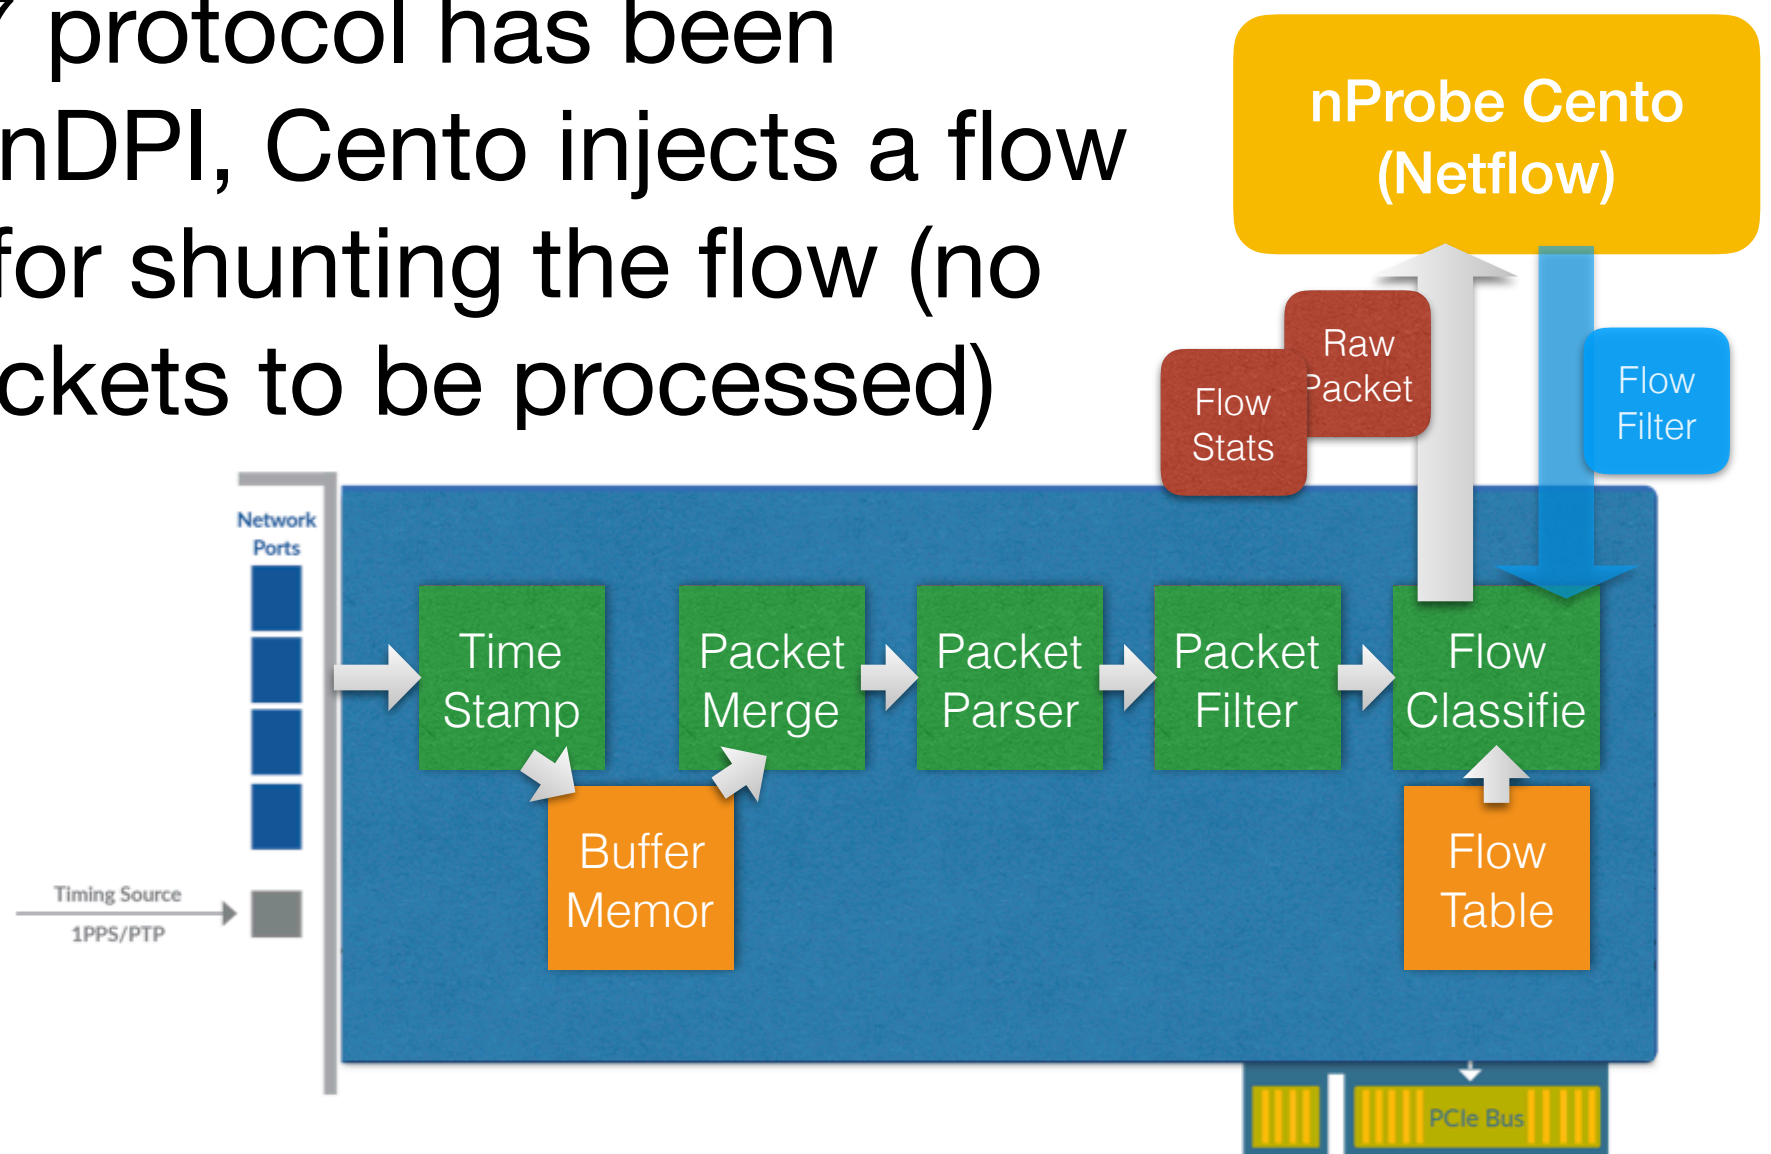 7 protocol has been
nDPI, Cento injects a flow
for shunting the flow (no
ckets to be processed)
nProbe Cento
(Netflow)
Raw
Packet
Flow
Stats
Flow
Filter
Network
Ports
Time
Stamp
Packet
Merge
Packet
Parser
Packet
Filter
Flow
Classifie
Buffer
Memor
Flow
Table
Timing Source
1PPS/PTP
PCIe Bus